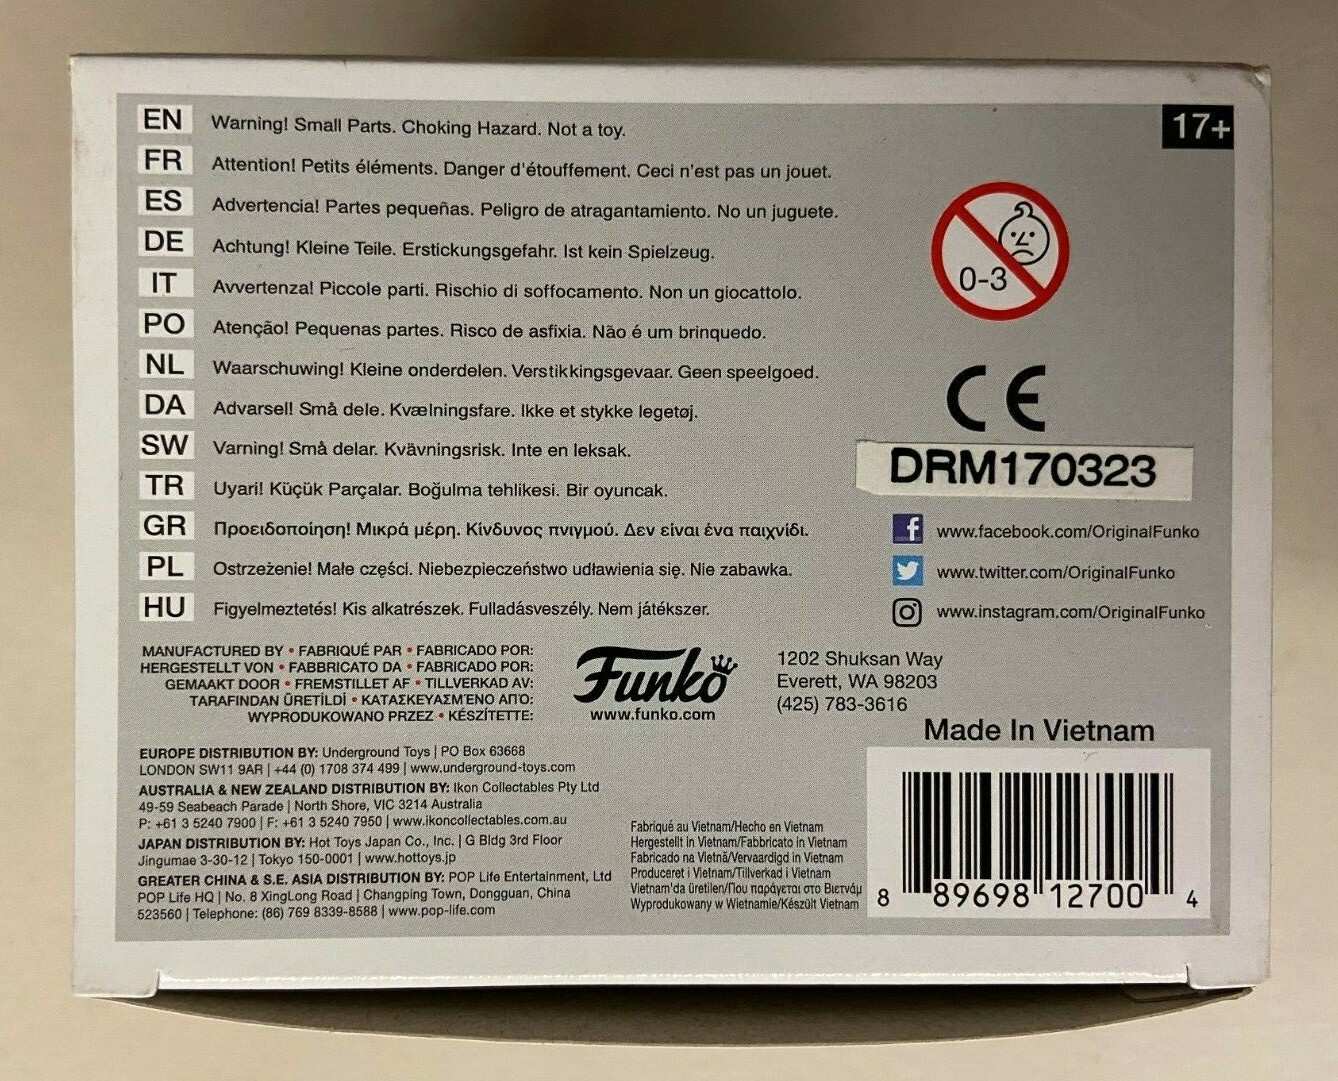 EN Warning! Small Parts. Choking Hazard. Not a toy.
17+
FR Attention! Petits éléments. Danger d'étouffement. Ceci n'est pas un jouet.
ES Advertencia! Partes pequeñas. Peligro de atragantamiento. No un juguete.
DE Achtung! Kleine Teile. Erstickungsgefahr. Ist kein Spielzeug.
IT Avvertenza! Piccole parti. Rischio di soffocamento. Non un giocattolo.
PO Atenção! Pequenas partes. Risco de asfixia. Não é um brinquedo.
NL Waarschuwing! Kleine onderdelen. Verstikkingsgevaar. Geen speelgoed.
DA Advarsel! Små dele. Kvælningsfare. Ikke et stykke legetøj.
SW Varning! Små delar. Kvävningsrisk. Inte en leksak.
TR Uyari! Küçük Parçalar. Boğulma tehlikesi. Bir oyuncak.
GR Προειδοποίηση! Μικρά μέρη. Κίνδυνος πνιγμού. Δεν είναι ένα παιχνίδι.
PL Ostrzeżenie! Małe części. Niebezpieczeństwo udławienia się. Nie zabawka.
HU Figyelmeztetés! Kis alkatrészek. Fulladásveszély. Nem játékszer.
0-3
CE
DRM170323
f www.facebook.com/OriginalFunko
www.twitter.com/OriginalFunko
www.instagram.com/OriginalFunko
MANUFACTURED BY • FABRIQUÉ PAR • FABRICADO POR:
HERGESTELLT VON • FABBRICATO DA • FABRICADO POR:
GEMAAKT DOOR • FREMSTILLET AF • TILLVERKAD AV:
TARAFINDAN ÜRETİLDİ • ΚΑΤΑΣΚΕΥΑΣΜΈΝΟ ΑΠΌ:
WYPRODUKOWANO PRZEZ • KÉSZÍTETTE:
Funko
www.funko.com
1202 Shuksan Way
Everett, WA 98203
(425) 783-3616
Made In Vietnam
EUROPE DISTRIBUTION BY: Underground Toys | PO Box 63668
LONDON SW11 9AR | +44 (0) 1708 374 499 | www.underground-toys.com
AUSTRALIA & NEW ZEALAND DISTRIBUTION BY: Ikon Collectables Pty Ltd
49-59 Seabeach Parade | North Shore, VIC 3214 Australia
P: +61 3 5240 7900 | F: +61 3 5240 7950 | www.ikoncollectables.com.au
JAPAN DISTRIBUTION BY: Hot Toys Japan Co., Inc. | G Bldg 3rd Floor
Jingumae 3-30-12 | Tokyo 150-0001 | www.hottoys.jp
GREATER CHINA & S.E. ASIA DISTRIBUTION BY: POP Life Entertainment, Ltd
POP Life HQ | No. 8 XingLong Road | Changping Town, Dongguan, China
523560 | Telephone: (86) 769 8339-8588 | www.pop-life.com
Fabriqué au Vietnam/Hecho en Vietnam
Hergestellt in Vietnam/Fabbricato in Vietnam
Fabricado na Vietnã/Vervaardigd in Vietnam
Produceret i Vietnam/Tillverkad i Vietnam
Vietnam'da üretilen/Που παράγεται στο Βιετνάμ
Wyprodukowany w Wietnamie/Készült Vietnam
8 89698 12700 4